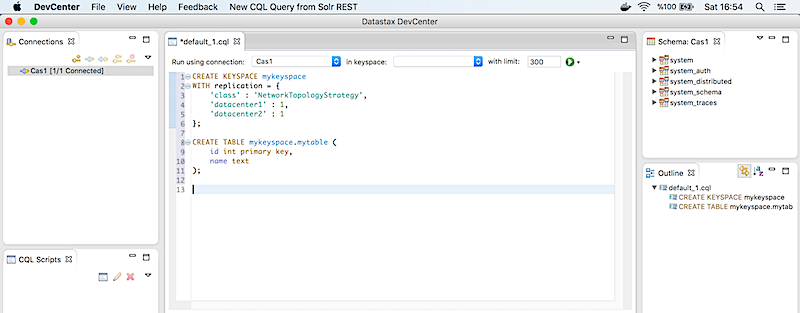 DevCenter File View Help Feedback New CQL Query from Solr REST %100 Sat 16:54
Datastax DevCenter
Connections
Cas1 [1/1 Connected]
CQL Scripts
*default_1.cql
Run using connection: Cas1 in keyspace: with limit: 300
1 CREATE KEYSPACE mykeyspace
2 WITH replication = {
3 'class' : 'NetworkTopologyStrategy',
4 'datacenter1' : 1,
5 'datacenter2' : 1
6 };
7
8 CREATE TABLE mykeyspace.mytable (
9 id int primary key,
10 name text
11 );
12
13
Schema: Cas1
system
system_auth
system_distributed
system_schema
system_traces
Outline
default_1.cql
CREATE KEYSPACE mykeyspace
CREATE TABLE mykeyspace.mytab